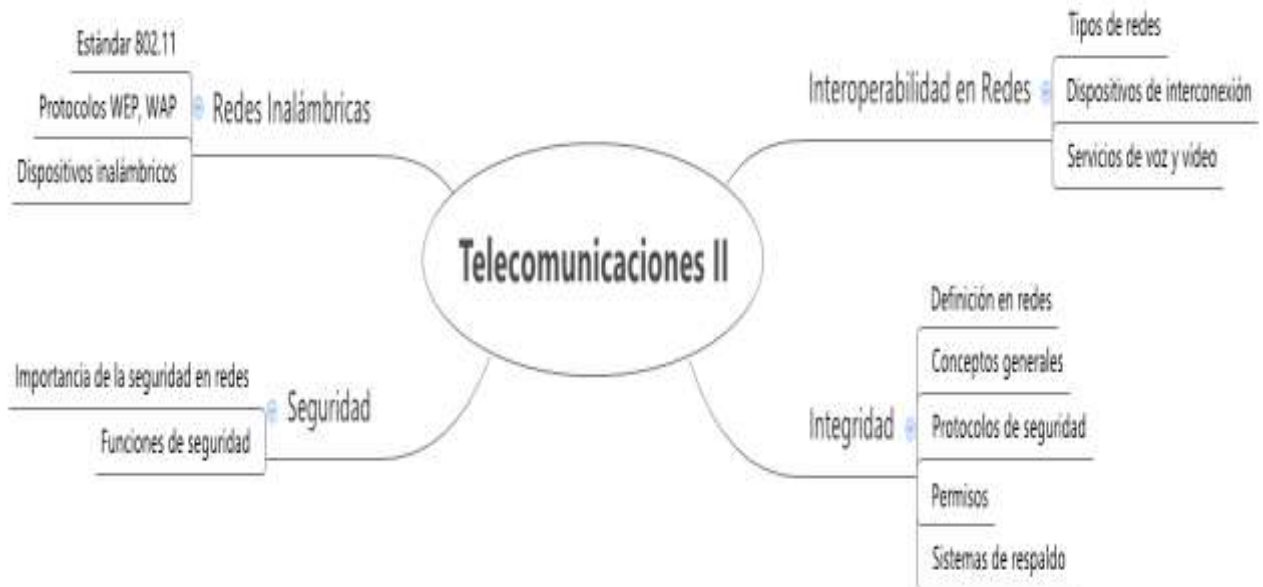 Telecomunicaciones II
Interoperabilidad en Redes
Tipos de redes
Dispositivos de interconexión
Servicios de voz y video
Integridad
Definición en redes
Conceptos generales
Protocolos de seguridad
Permisos
Sistemas de respaldo
Redes Inalámbricas
Estándar 802.11
Protocolos WEP, WAP
Dispositivos inalámbricos
Seguridad
Importancia de la seguridad en redes
Funciones de seguridad